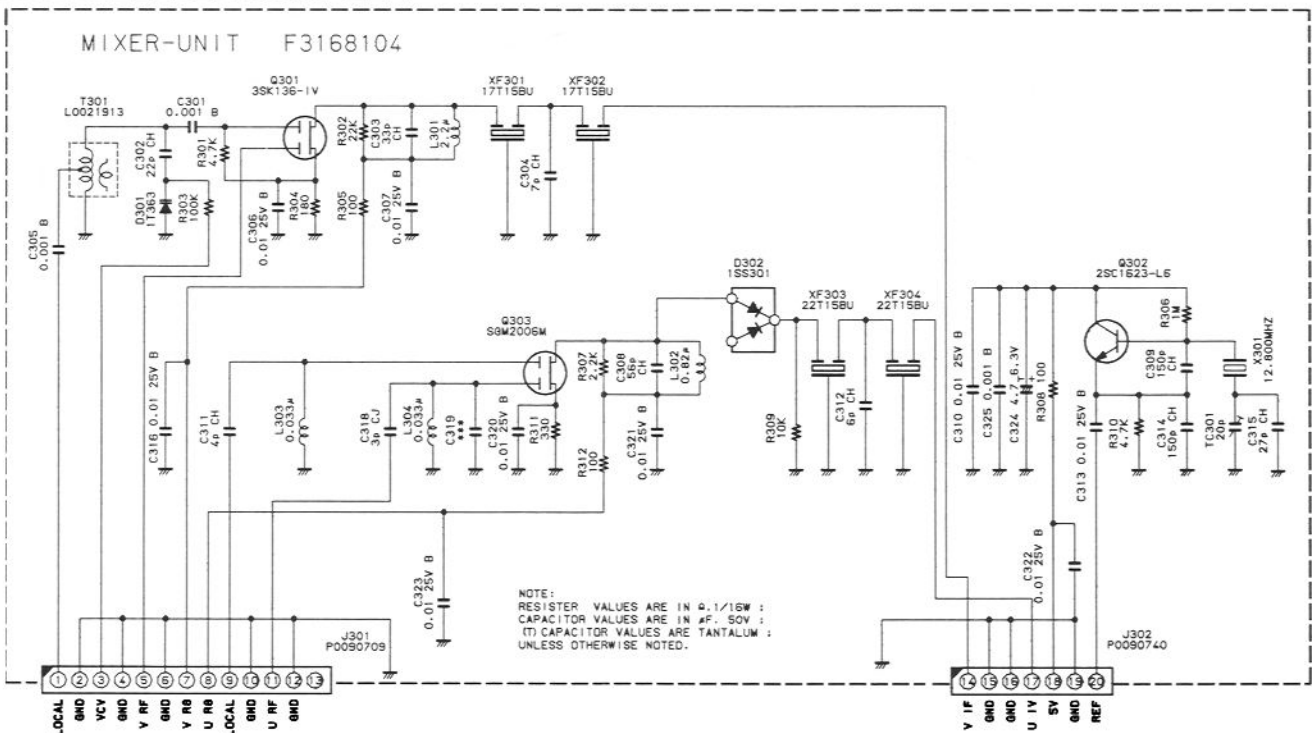 MIXER-UNIT F3168104
T301
L0021913
C301
0.001 B
Q301
3SK136-IV
XF301
17T15BU
XF302
17T15BU
C302
22p CH
R301
4.7K
R302
22K
C303
33p
CH
L301
2.2μ
C304
7p CH
D301
1T363
R303
100K
C306
0.01 25V B
R304
180
R305
100
C307
0.01 25V B
C305
0.001 B
D302
1SS301
Q303
SGM2006M
XF303
22T15BU
XF304
22T15BU
Q302
2SC1623-L6
R306
1M
X301
12.800MHZ
C316 0.01 25V B
C311
4p CH
L303
0.033μ
C318
3p CJ
L304
0.033μ
C319
***
C320
0.01 25V B
R311
330
R307
2.2K
C308
56p
CH
L302
0.82μ
R312
100
C321
0.01 25V B
R309
10K
C312
6p CH
C310 0.01 25V B
C325 0.001 B
C324 4.7 6.3V
T +
R308 100
C309
150p
CH
C313 0.01 25V B
R310
4.7K
C314
150p CH
TC301
20p
C315
27p CH
C323
0.01 25V B
C322
0.01 25V B
NOTE:
RESISTER VALUES ARE IN Ω.1/16W ;
CAPACITOR VALUES ARE IN μF. 50V ;
(T) CAPACITOR VALUES ARE TANTALUM ;
UNLESS OTHERWISE NOTED.
J301
P0090709
J302
P0090740
1 2 3 4 5 6 7 8 9 10 11 12 13
14 15 16 17 18 19 20
LOCAL
GND
VCV
GND
V RF
GND
V R8
U R8
LOCAL
GND
U RF
GND
V IF
GND
GND
U IV
5V
GND
REF